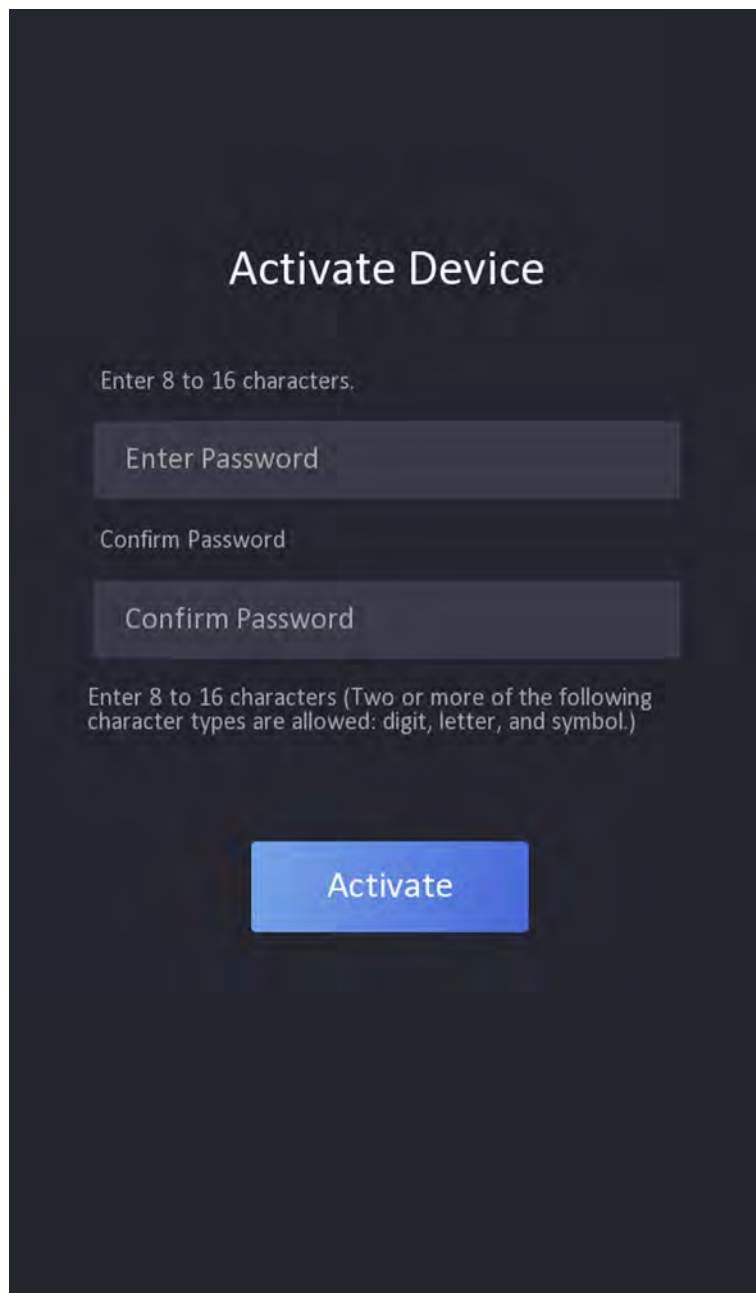 Activate Device
Enter 8 to 16 characters.
Enter Password
Confirm Password
Confirm Password
Enter 8 to 16 characters (Two or more of the following
character types are allowed: digit, letter, and symbol.)
Activate